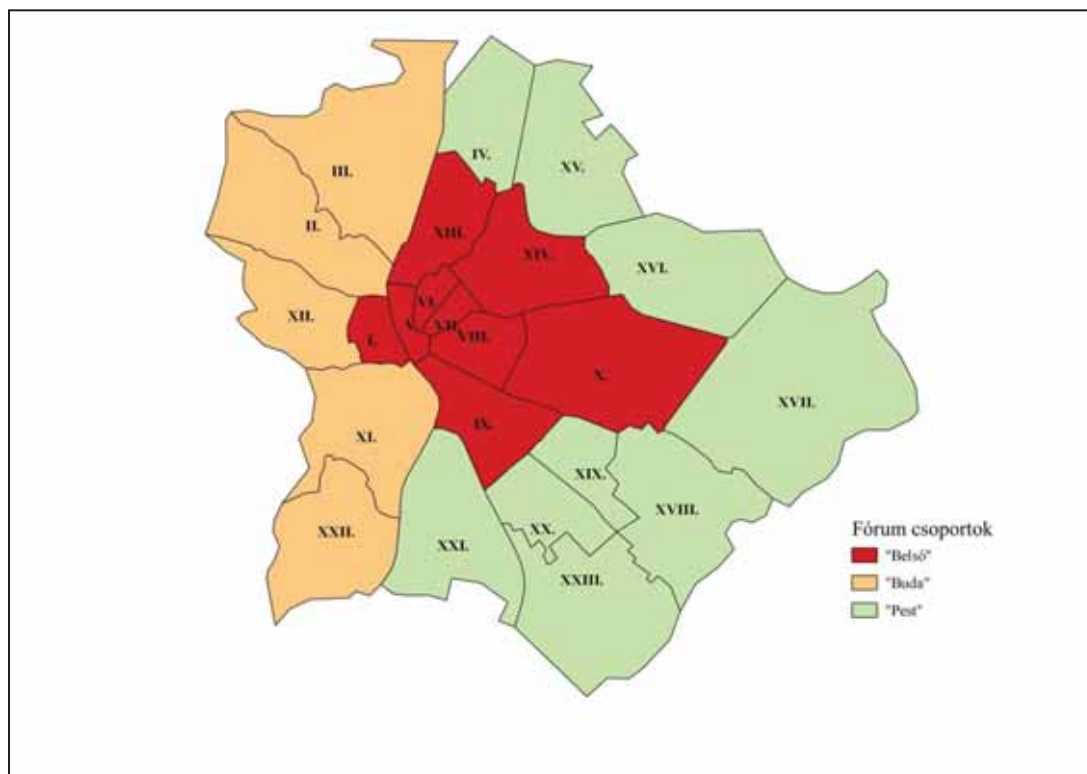 IV.
XV.
III.
II.
XIII.
XIV.
XVI.
XII.
VI.
I.
V.
VII.
VIII.
X.
XVII.
IX.
XI.
XIX.
XVIII.
XX.
XXII.
XXI.
XXIII.
Fórum csoportok
"Belső"
"Buda"
"Pest"